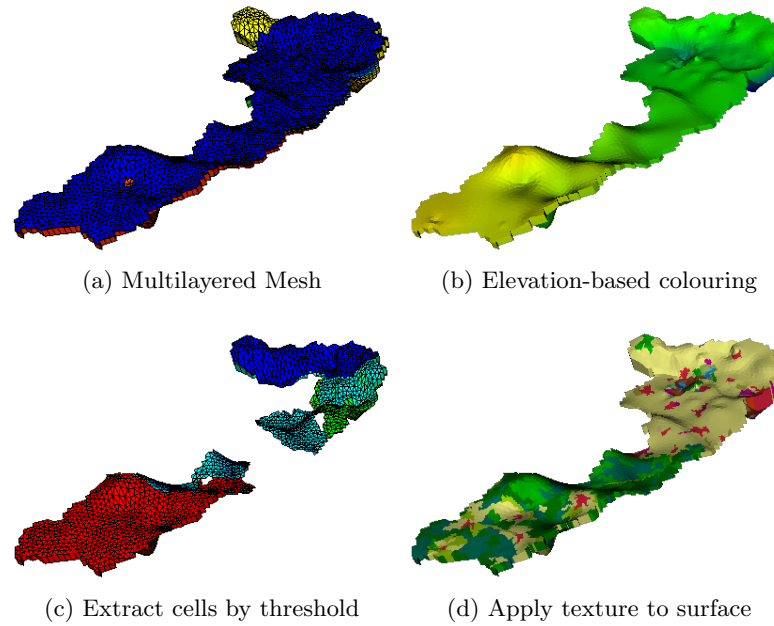 (a) Multilayered Mesh
(b) Elevation-based colouring
(c) Extract cells by threshold
(d) Apply texture to surface